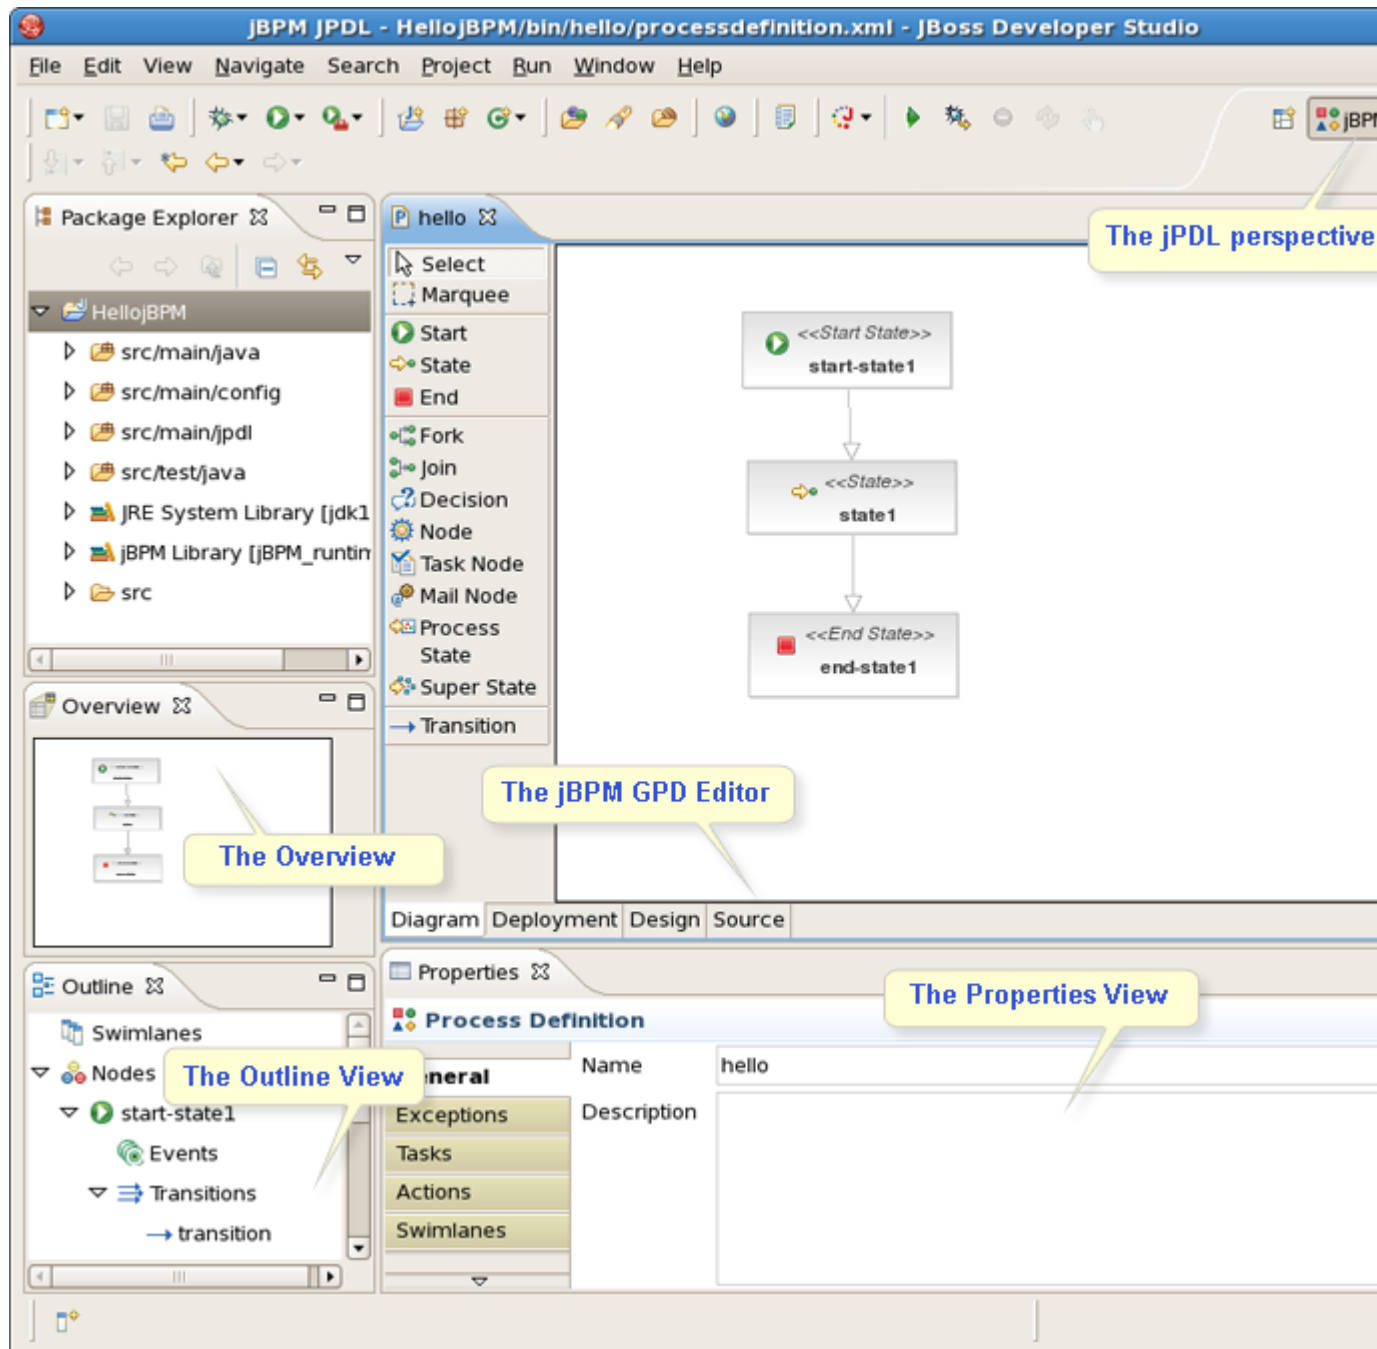 jBPM JPDL - HellojBPM/bin/hello/processdefinition.xml - JBoss Developer Studio
File Edit View Navigate Search Project Run Window Help
jBPM
The jPDL perspective
Package Explorer
HellojBPM
src/main/java
src/main/config
src/main/jpdl
src/test/java
JRE System Library [jdk1
jBPM Library [jBPM_runtim
src
hello
Select
Marquee
Start
State
End
Fork
Join
Decision
Node
Task Node
Mail Node
Process
State
Super State
Transition
<<Start State>>
start-state1
<<State>>
state1
<<End State>>
end-state1
The jBPM GPD Editor
Diagram Deployment Design Source
Overview
The Overview
Outline
Swimlanes
Nodes
start-state1
Events
Transitions
transition
The Outline View
Properties
The Properties View
Process Definition
eneral
Exceptions
Tasks
Actions
Swimlanes
Name
hello
Description